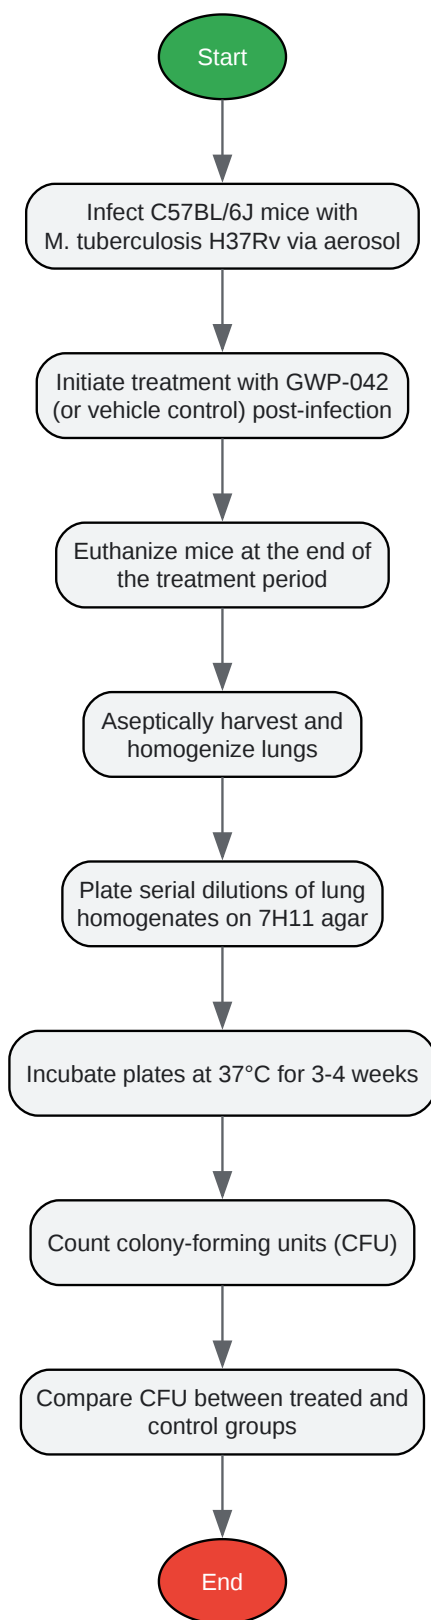 Start
Infect C57BL/6J mice with
M. tuberculosis H37Rv via aerosol
Initiate treatment with GWP-042
(or vehicle control) post-infection
Euthanize mice at the end of
the treatment period
Aseptically harvest and
homogenize lungs
Plate serial dilutions of lung
homogenates on 7H11 agar
Incubate plates at 37°C for 3-4 weeks
Count colony-forming units (CFU)
Compare CFU between treated and
control groups
End